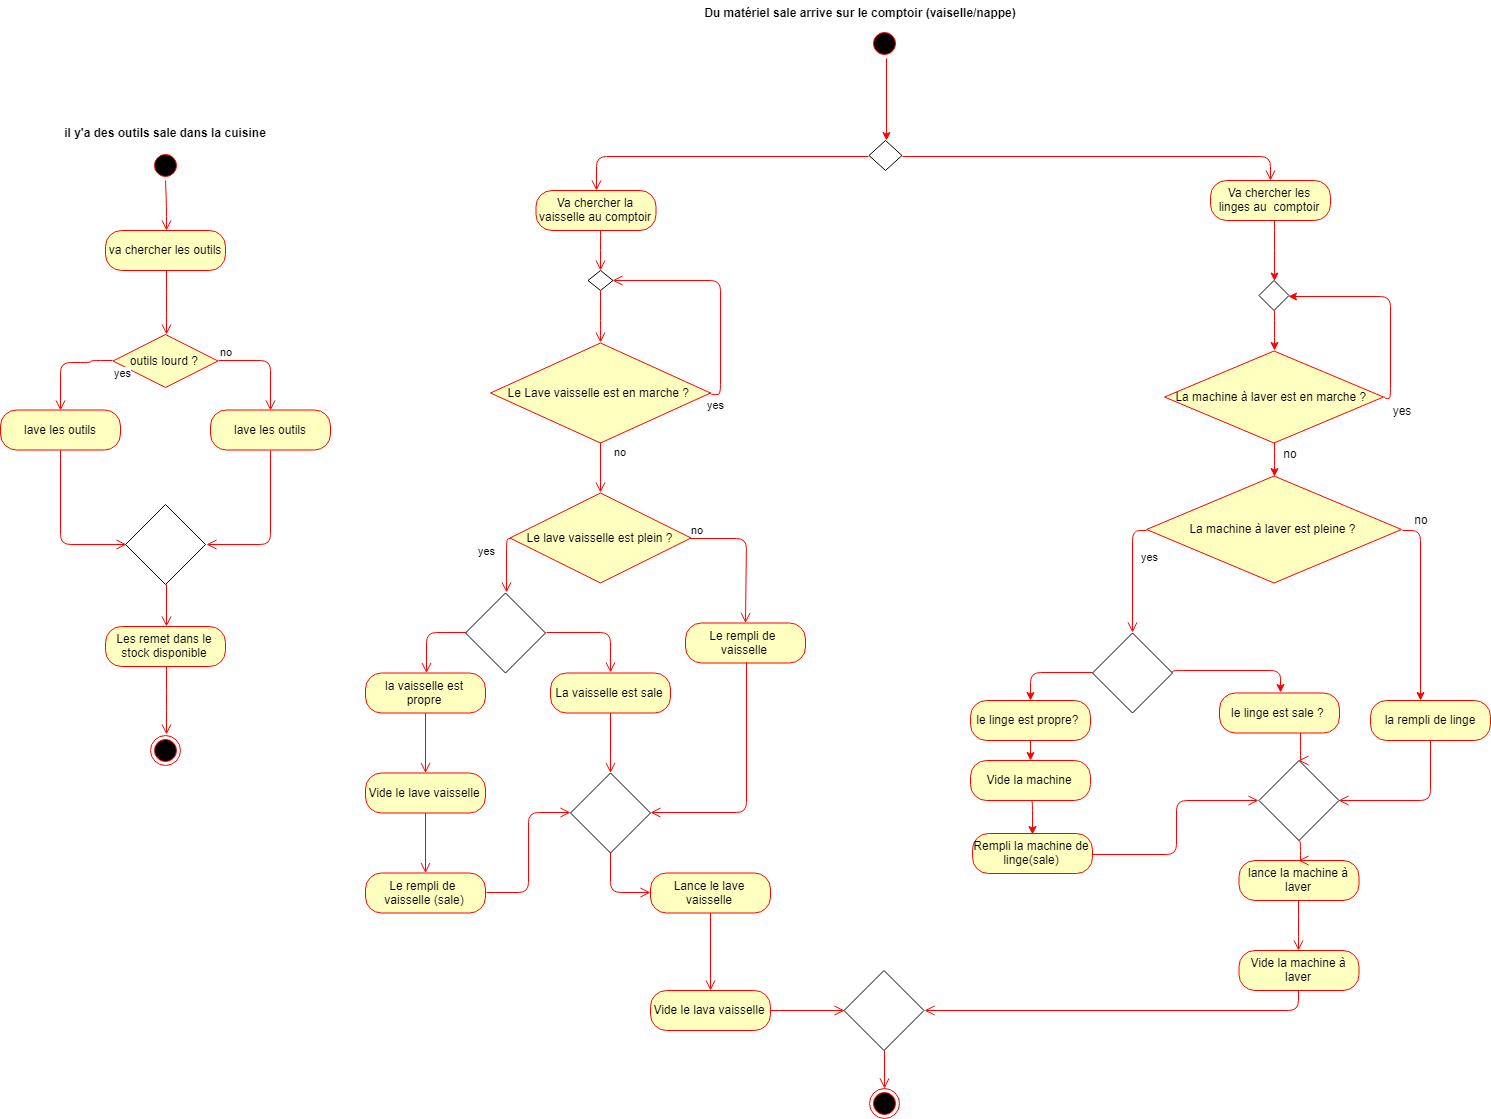 Du matériel sale arrive sur le comptoir (vaiselle/nappe)
il y'a des outils sale dans la cuisine
va chercher les outils
outils lourd ?
yes
no
lave les outils
lave les outils
Les remet dans le
stock disponible
Va chercher la
vaisselle au comptoir
Le Lave vaisselle est en marche ?
yes
no
Le lave vaisselle est plein ?
yes
no
la vaisselle est
propre
La vaisselle est sale
Le rempli de
vaisselle
Vide le lave vaisselle
Le rempli de
vaisselle (sale)
Lance le lave
vaisselle
Vide le lava vaisselle
Va chercher les
linges au  comptoir
La machine à laver est en marche ?
yes
no
La machine à laver est pleine ?
yes
no
le linge est propre?
le linge est sale ?
la rempli de linge
Vide la machine
Rempli la machine de
linge(sale)
lance la machine à
laver
Vide la machine à
laver